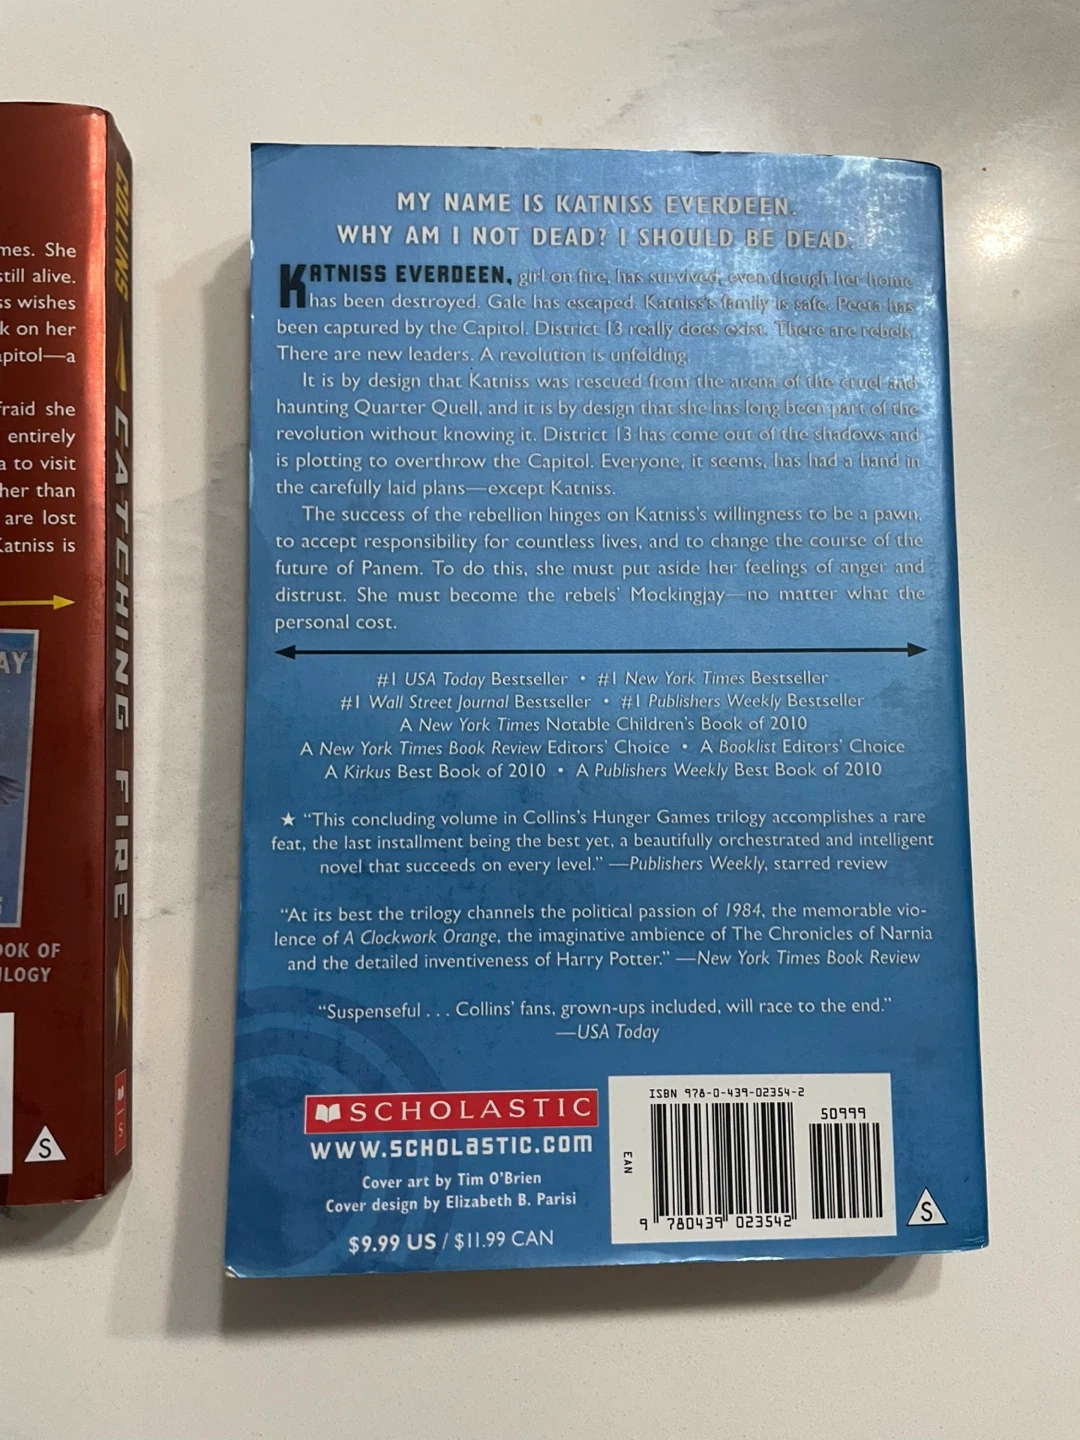 mes. She
still alive.
ss wishes
k on her
apitol—a
fraid she
entirely
a to visit
her than
are lost
Katniss is
AY
OOK OF
ILOGY
S
COLLINS
CATCHING FIRE
S
MY NAME IS KATNISS EVERDEEN.
WHY AM I NOT DEAD? I SHOULD BE DEAD.
KATNISS EVERDEEN, girl on fire, has survived, even though her home
has been destroyed. Gale has escaped. Katniss's family is safe. Peeta has
been captured by the Capitol. District 13 really does exist. There are rebels.
There are new leaders. A revolution is unfolding.
It is by design that Katniss was rescued from the arena of the cruel and
haunting Quarter Quell, and it is by design that she has long been part of the
revolution without knowing it. District 13 has come out of the shadows and
is plotting to overthrow the Capitol. Everyone, it seems, has had a hand in
the carefully laid plans—except Katniss.
The success of the rebellion hinges on Katniss's willingness to be a pawn,
to accept responsibility for countless lives, and to change the course of the
future of Panem. To do this, she must put aside her feelings of anger and
distrust. She must become the rebels' Mockingjay—no matter what the
personal cost.
#1 USA Today Bestseller • #1 New York Times Bestseller
#1 Wall Street Journal Bestseller • #1 Publishers Weekly Bestseller
A New York Times Notable Children's Book of 2010
A New York Times Book Review Editors' Choice • A Booklist Editors' Choice
A Kirkus Best Book of 2010 • A Publishers Weekly Best Book of 2010
★ "This concluding volume in Collins's Hunger Games trilogy accomplishes a rare
feat, the last installment being the best yet, a beautifully orchestrated and intelligent
novel that succeeds on every level." —Publishers Weekly, starred review
"At its best the trilogy channels the political passion of 1984, the memorable vio-
lence of A Clockwork Orange, the imaginative ambience of The Chronicles of Narnia
and the detailed inventiveness of Harry Potter." —New York Times Book Review
"Suspenseful . . . Collins' fans, grown-ups included, will race to the end."
—USA Today
SCHOLASTIC
www.scholastic.com
Cover art by Tim O'Brien
Cover design by Elizabeth B. Parisi
$9.99 US / $11.99 CAN
ISBN 978-0-439-02354-2
50999
EAN
9 780439 023542
S